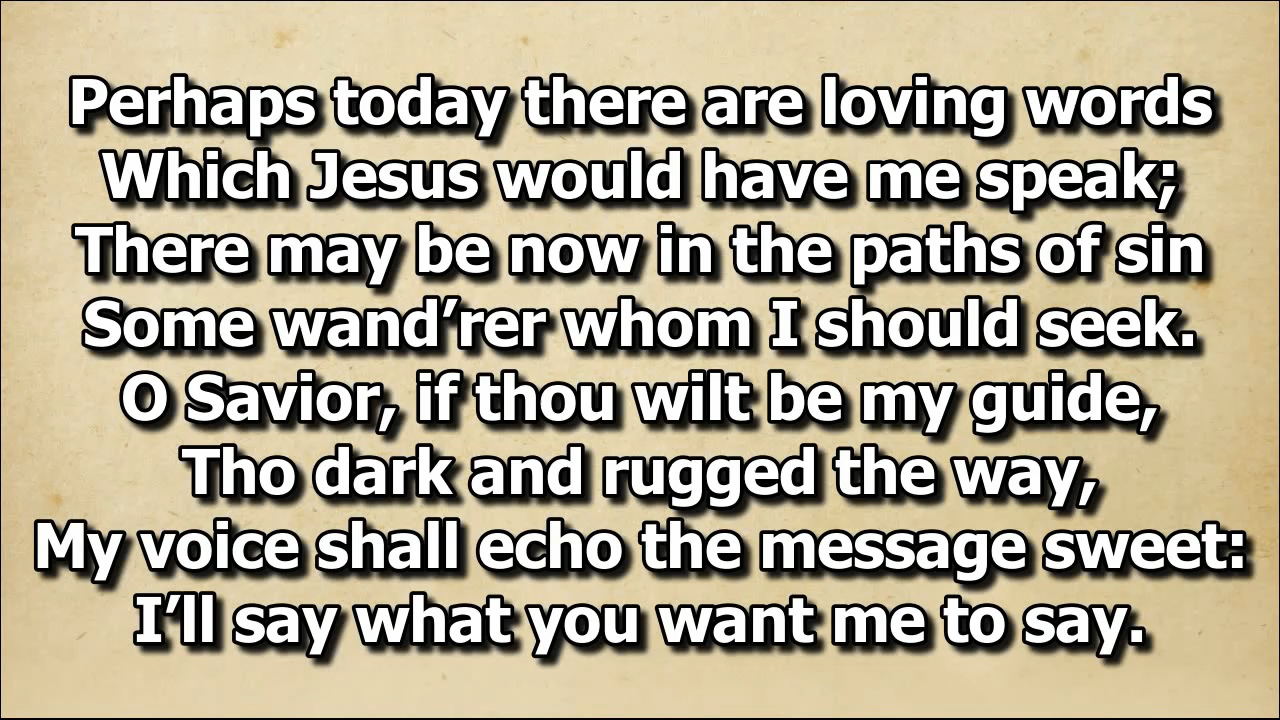 Perhaps today there are loving words
Which Jesus would have me speak;
There may be now in the paths of sin
Some wand’rer whom I should seek.
O Savior, if thou wilt be my guide,
Tho dark and rugged the way,
My voice shall echo the message sweet:
I’ll say what you want me to say.